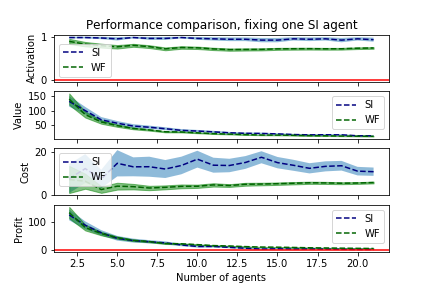 Performance comparison, fixing one SI agent
Activation
1
0
SI
WF
Value
150
100
50
SI
WF
Cost
20
0
SI
WF
Profit
100
0
SI
WF
2.5 5.0 7.5 10.0 12.5 15.0 17.5 20.0
Number of agents